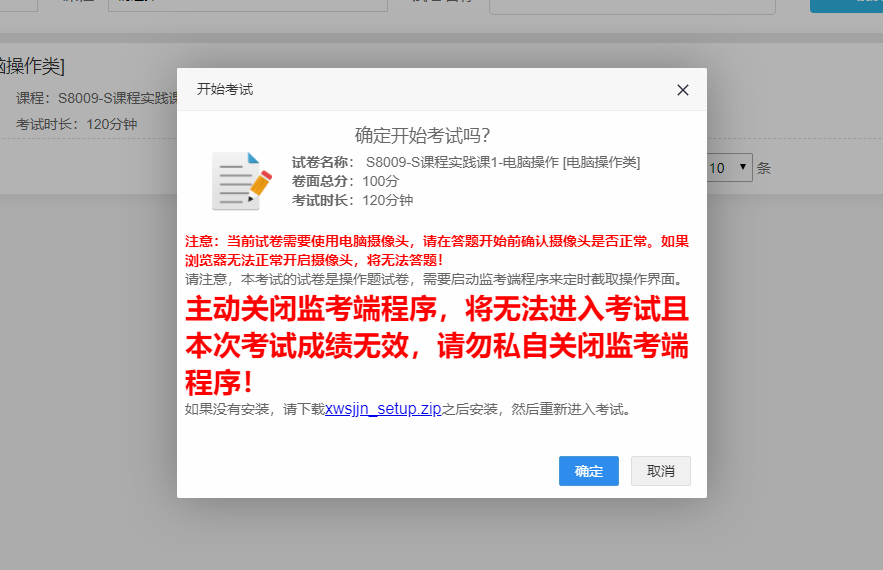 脑操作类]
课程：S8009-S课程实践课
考试时长：120分钟
10
条
开始考试
确定开始考试吗？
试卷名称： S8009-S课程实践课1-电脑操作 [电脑操作类]
卷面总分：100分
考试时长：120分钟
注意：当前试卷需要使用电脑摄像头，请在答题开始前确认摄像头是否正常。如果
浏览器无法正常开启摄像头，将无法答题！
请注意，本考试的试卷是操作题试卷，需要启动监考端程序来定时截取操作界面。
主动关闭监考端程序，将无法进入考试且
本次考试成绩无效，请勿私自关闭监考端
程序！
如果没有安装，请下载xwsjjn_setup.zip之后安装，然后重新进入考试。
确定
取消